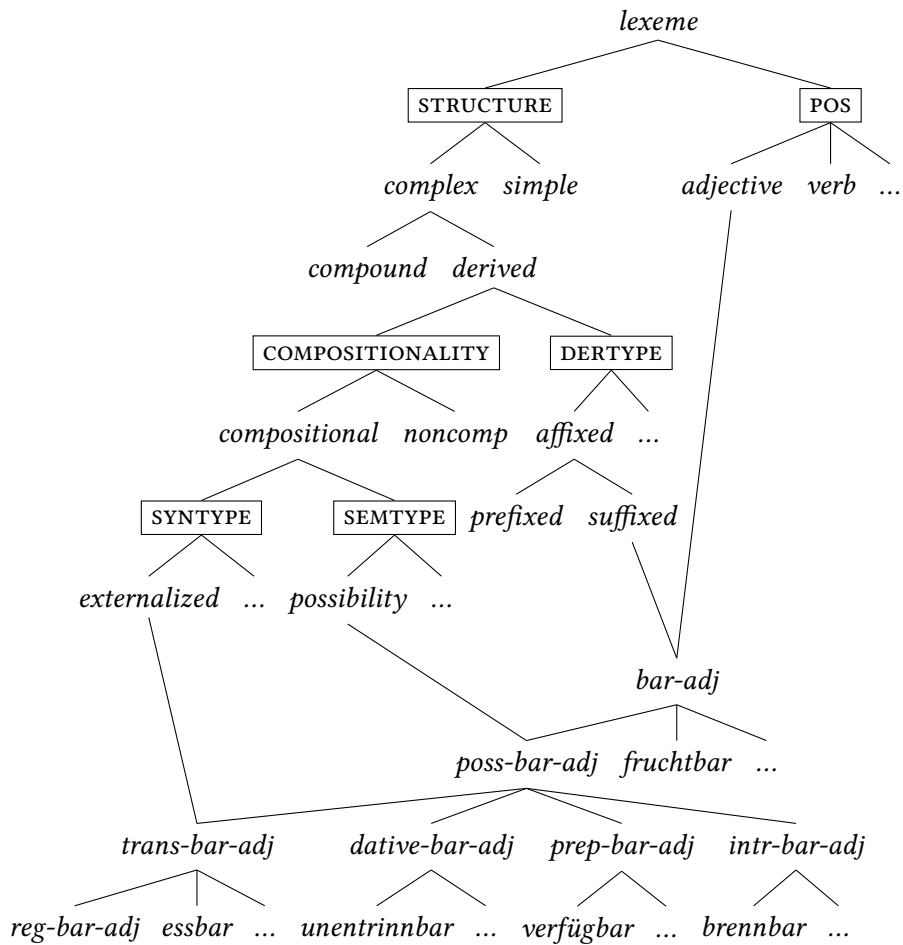 lexeme
STRUCTURE POS
complex simple adjective verb ...
compound derived
COMPOSITIONALITY DERTYPE
compositional noncomp affixed ...
SYNTYPE SEMTYPE prefixed suffixed
externalized ... possibility ...
bar-adj
poss-bar-adj fruchtbar ...
trans-bar-adj dative-bar-adj prep-bar-adj intr-bar-adj
reg-bar-adj essbar ... unentrinnbar ... verfügbar ... brennbar ...